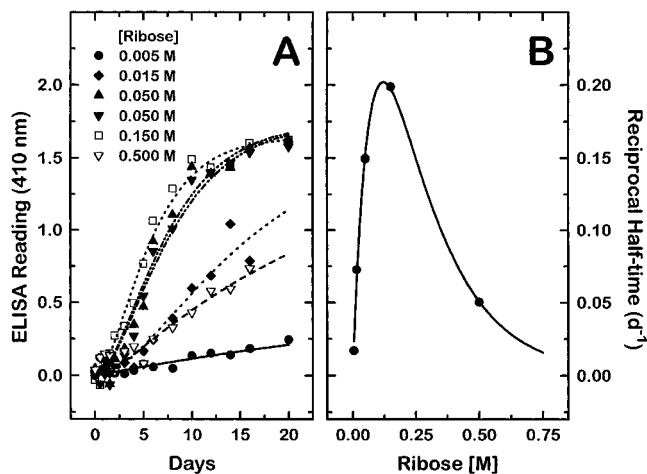 A
[Ribose]
0.005 M
0.015 M
0.050 M
0.050 M
0.150 M
0.500 M
2.0
1.5
1.0
0.5
0.0
ELISA Reading (410 nm)
0 5 10 15 20
Days
B
0.20
0.15
0.10
0.05
0.00
Reciprocal Half-time (d⁻¹)
0.00 0.25 0.50 0.75
Ribose [M]